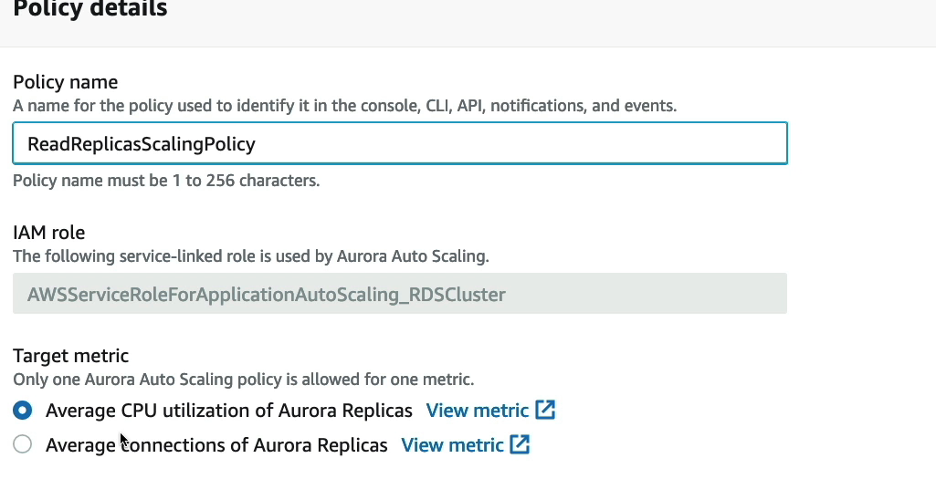 Policy details
Policy name
A name for the policy used to identify it in the console, CLI, API, notifications, and events.
ReadReplicasScalingPolicy
Policy name must be 1 to 256 characters.
IAM role
The following service-linked role is used by Aurora Auto Scaling.
AWSServiceRoleForApplicationAutoScaling_RDSCluster
Target metric
Only one Aurora Auto Scaling policy is allowed for one metric.
Average CPU utilization of Aurora Replicas View metric
Average connections of Aurora Replicas View metric